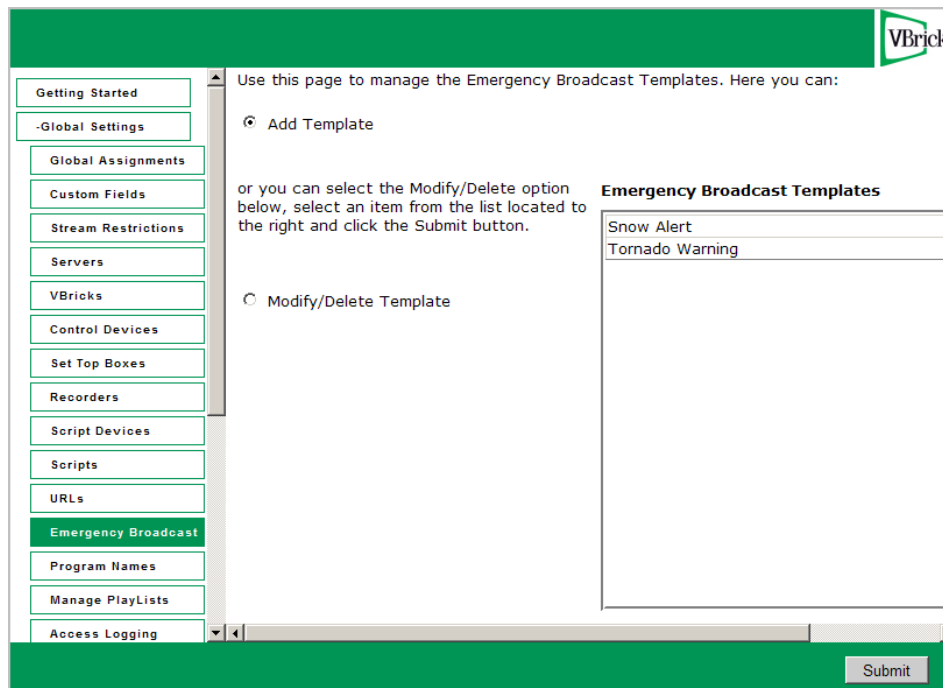 VBrick
Getting Started
-Global Settings
Global Assignments
Custom Fields
Stream Restrictions
Servers
VBricks
Control Devices
Set Top Boxes
Recorders
Script Devices
Scripts
URLs
Emergency Broadcast
Program Names
Manage PlayLists
Access Logging
Use this page to manage the Emergency Broadcast Templates. Here you can:
Add Template
or you can select the Modify/Delete option
below, select an item from the list located to
the right and click the Submit button.
Modify/Delete Template
Emergency Broadcast Templates
Snow Alert
Tornado Warning
Submit